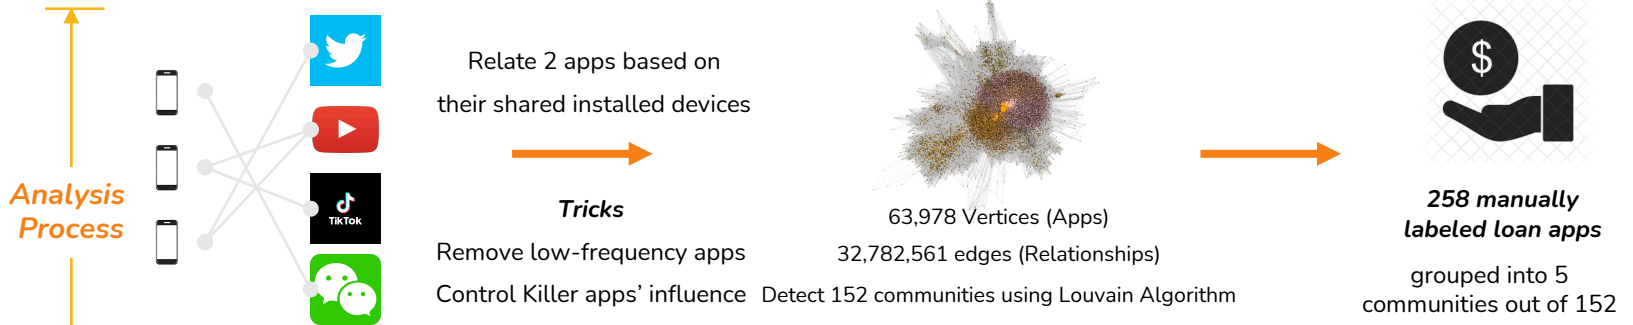 Analysis
Process
TikTok
Relate 2 apps based on
their shared installed devices
Tricks
Remove low-frequency apps
Control Killer apps’ influence
63,978 Vertices (Apps)
32,782,561 edges (Relationships)
Detect 152 communities using Louvain Algorithm
$
258 manually
labeled loan apps
grouped into 5
communities out of 152